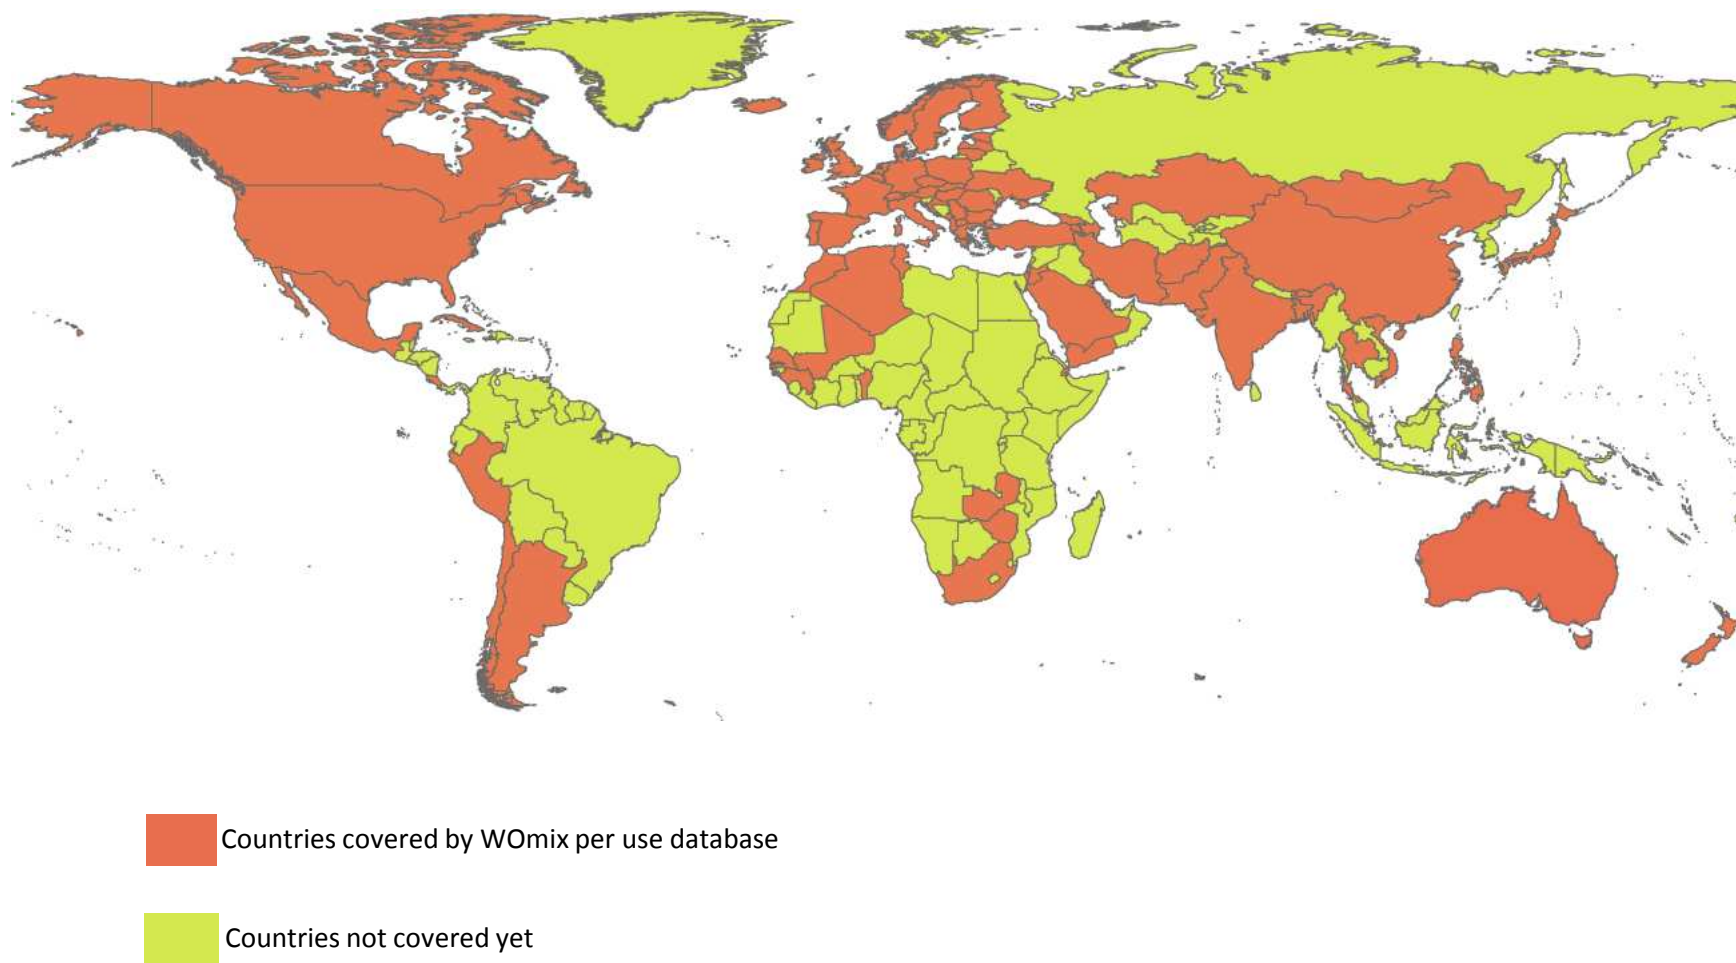 Countries covered by WOmix per use database
Countries not covered yet